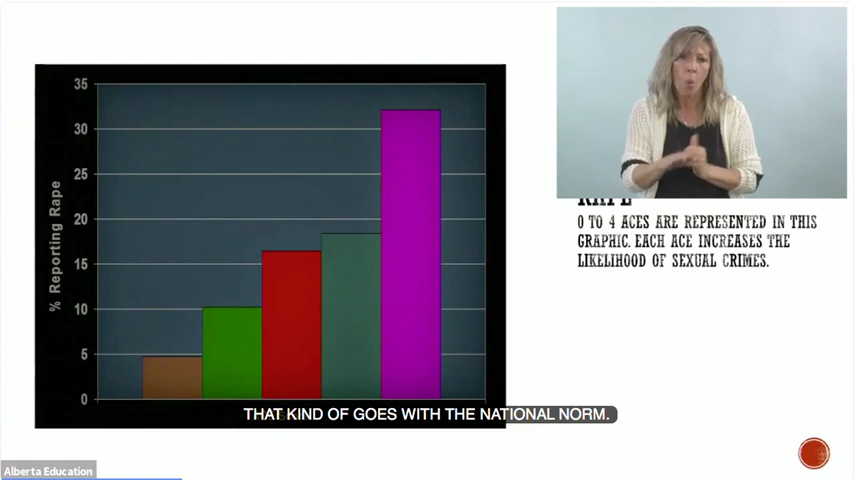 35
30
25
20
15
10
5
0
% Reporting Rape
RAPE
0 TO 4 ACES ARE REPRESENTED IN THIS
GRAPHIC. EACH ACE INCREASES THE
LIKELIHOOD OF SEXUAL CRIMES.
THAT KIND OF GOES WITH THE NATIONAL NORM.
Alberta Education